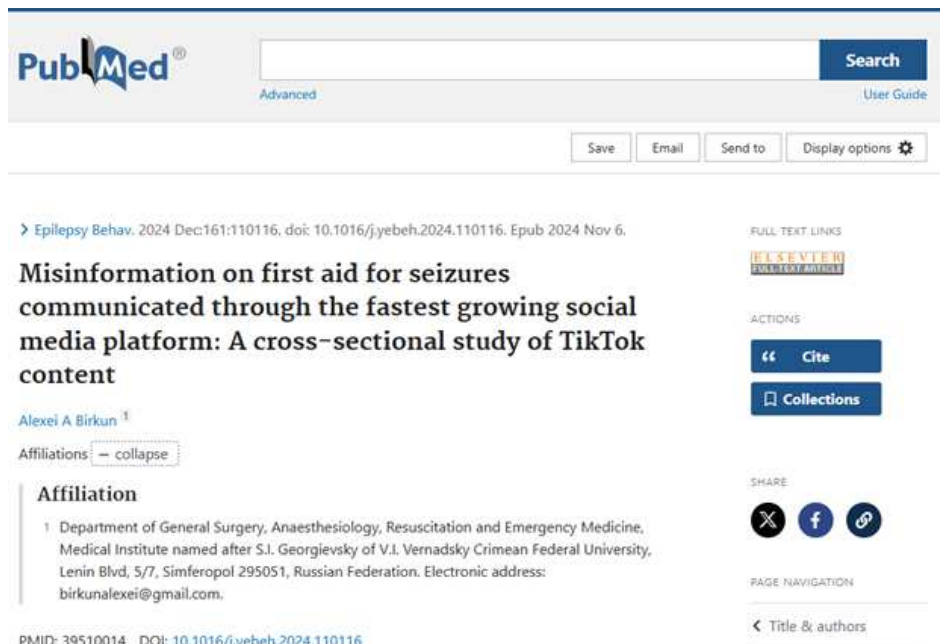 PubMed®
Search
Advanced
User Guide
Save
Email
Send to
Display options
> Epilepsy Behav. 2024 Dec:161:110116. doi: 10.1016/j.yebeh.2024.110116. Epub 2024 Nov 6.
Misinformation on first aid for seizures
communicated through the fastest growing social
media platform: A cross-sectional study of TikTok
content
Alexei A Birkun 1
Affiliations — collapse
Affiliation
1 Department of General Surgery, Anaesthesiology, Resuscitation and Emergency Medicine,
Medical Institute named after S.I. Georgievsky of V.I. Vernadsky Crimean Federal University,
Lenin Blvd, 5/7, Simferopol 295051, Russian Federation. Electronic address:
birkunalexei@gmail.com.
PMID: 39510014 DOI: 10.1016/j.yebeh.2024.110116
FULL TEXT LINKS
ELSEVIER
FULL-TEXT ARTICLE
ACTIONS
Cite
Collections
SHARE
PAGE NAVIGATION
< Title & authors